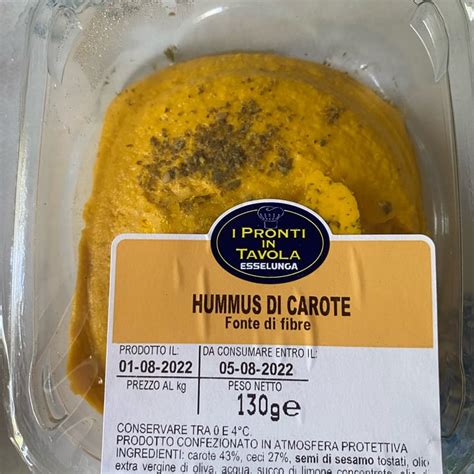 I PRONTI
IN
TAVOLA
ESSELUNGA
HUMMUS DI CAROTE
Fonte di fibre
PRODOTTO IL: DA CONSUMARE ENTRO IL:
01-08-2022 05-08-2022
PREZZO AL kg PESO NETTO
130g e
CONSERVARE TRA 0 E 4°C
PRODOTTO CONFEZIONATO IN ATMOSFERA PROTETTIVA
INGREDIENTI: carote 43%, ceci 27%, semi di sesamo tostati, olio
extra vergine di oliva, acqua, succo di limone concentrato,